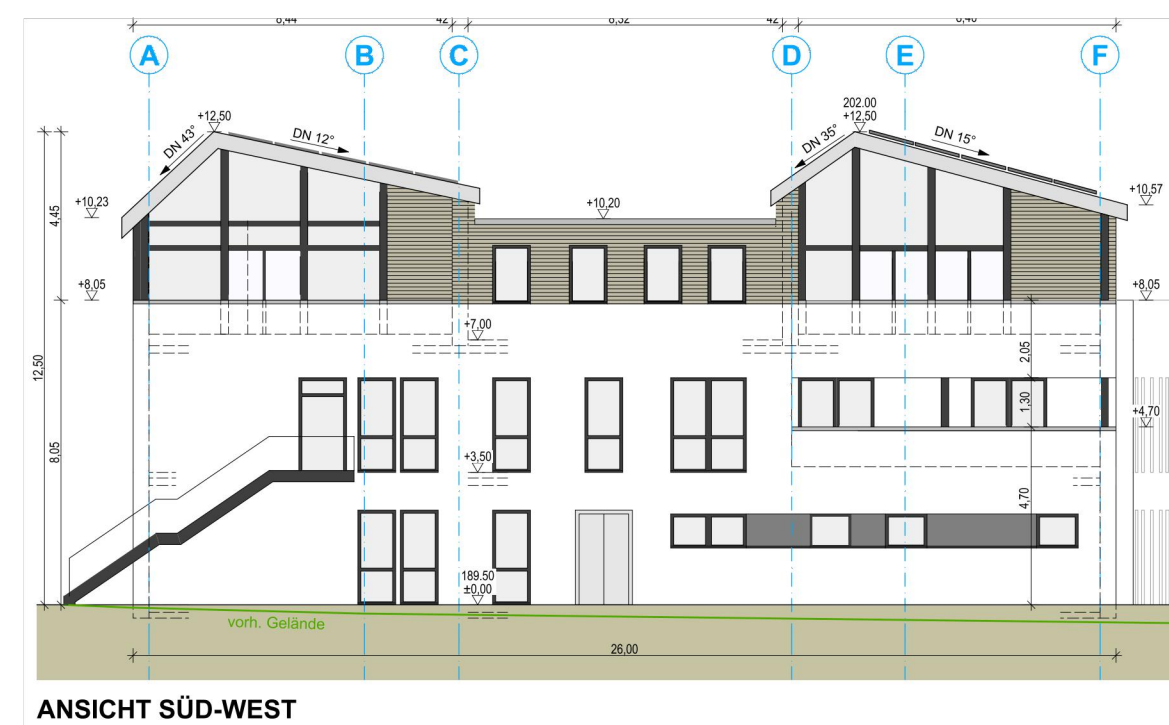 8,44 42 8,32 42 8,40
A B C D E F
+12,50
DN 43°
DN 12°
202.00
+12,50
DN 35°
DN 15°
+10,23
+10,20
+10,57
4,45
+8,05
+8,05
+7,00
2,05
12,50
1,30
+4,70
8,05
+3,50
4,70
189.50
±0,00
vorh. Gelände
26,00
ANSICHT SÜD-WEST